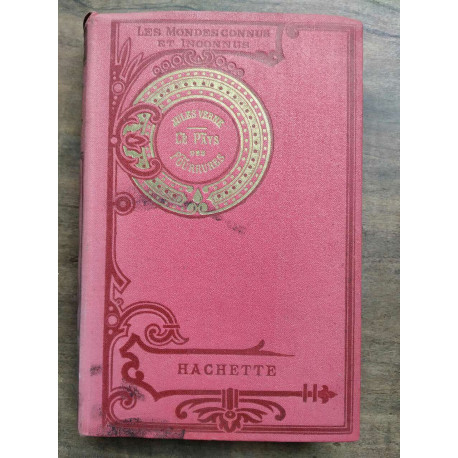 LES MONDES CONNUS
ET INCONNUS
JULES VERNE
LE PAYS
DES
FOURRURES
HACHETTE